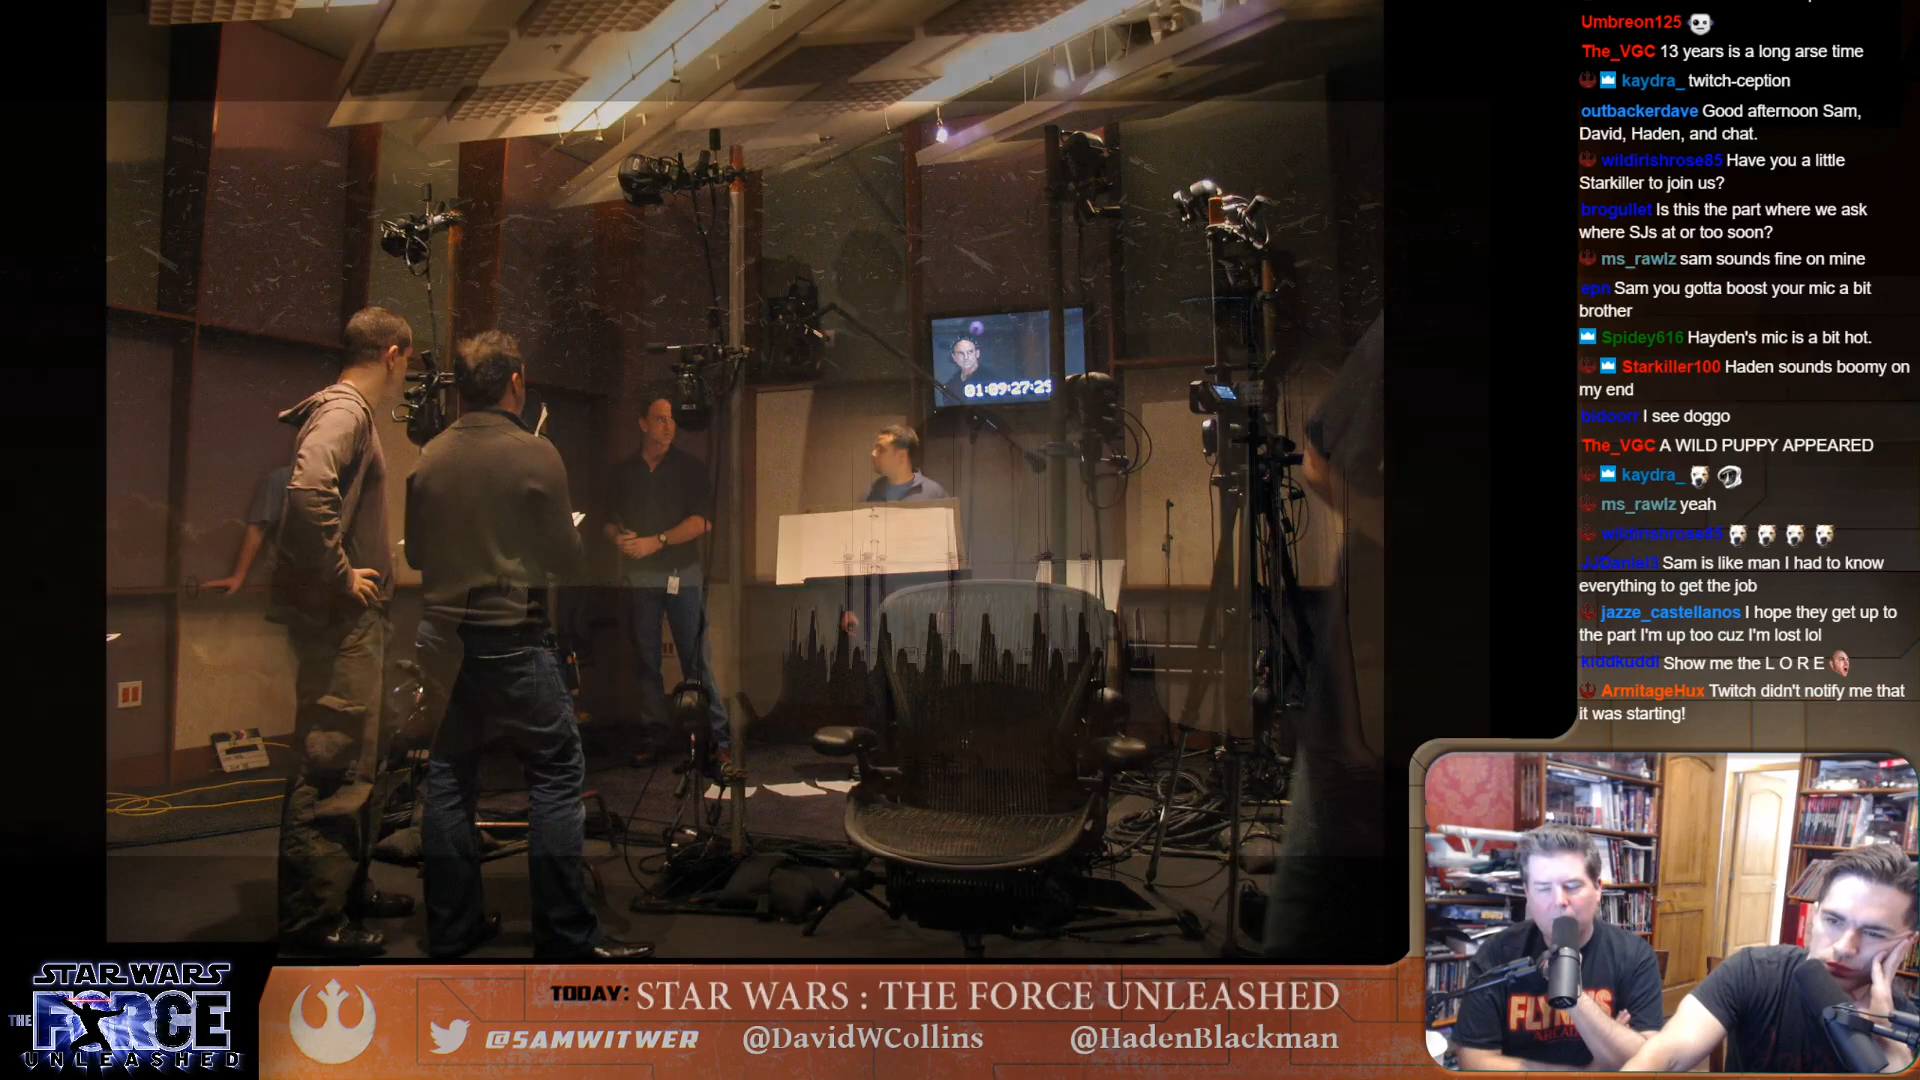 Umbreon125
The_VGC 13 years is a long arse time
kaydra_ twitch-ception
outbackerdave Good afternoon Sam,
David, Haden, and chat.
wildirishrose85 Have you a little
Starkiller to join us?
brogullet Is this the part where we ask
where SJs at or too soon?
ms_rawlz sam sounds fine on mine
epn Sam you gotta boost your mic a bit
brother
Spidey616 Hayden's mic is a bit hot.
Starkiller100 Haden sounds boomy on
my end
bidoorr I see doggo
The_VGC A WILD PUPPY APPEARED
kaydra_
ms_rawlz yeah
wildirishrose85
JJDaniel3 Sam is like man I had to know
everything to get the job
jazze_castellanos I hope they get up to
the part I'm up too cuz I'm lost lol
kiddkuddi Show me the L O R E
ArmitageHux Twitch didn't notify me that
it was starting!
01:09:27:25
STAR WARS
THE FORCE
UNLEASHED
TODAY: STAR WARS : THE FORCE UNLEASHED
@SAMWITWER @DavidWCollins @HadenBlackman